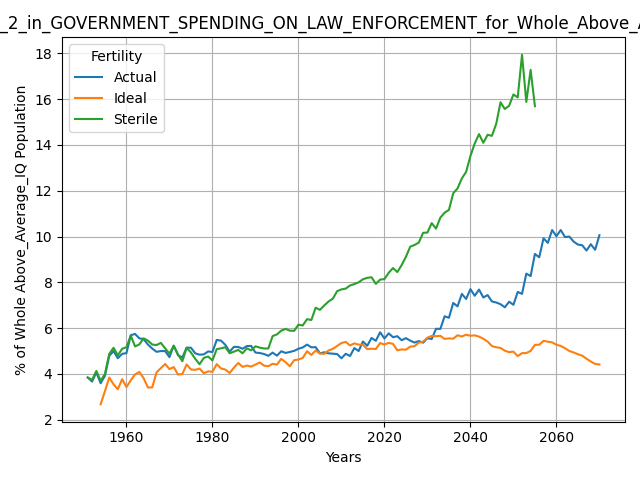 _2_in_GOVERNMENT_SPENDING_ON_LAW_ENFORCEMENT_for_Whole_Above_A
Fertility
Actual
Ideal
Sterile
% of Whole Above_Average_IQ Population
18
16
14
12
10
8
6
4
2
1960
1980
2000
2020
2040
2060
Years